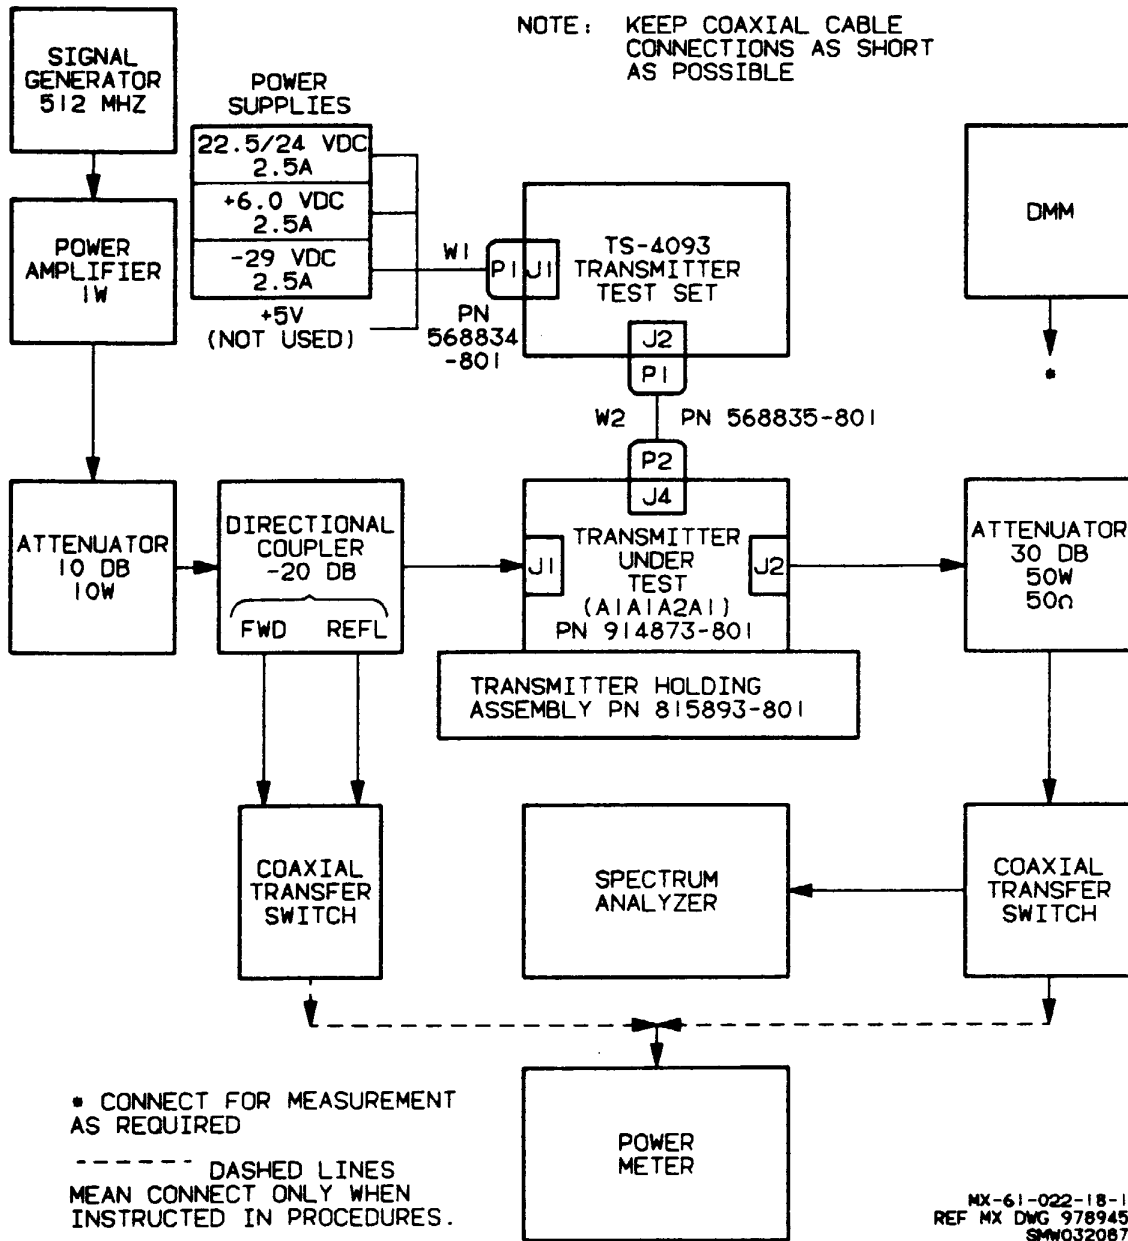 NOTE: KEEP COAXIAL CABLE
CONNECTIONS AS SHORT
AS POSSIBLE
SIGNAL
GENERATOR
512 MHZ
POWER
SUPPLIES
22.5/24 VDC
2.5A
+6.0 VDC
2.5A
-29 VDC
2.5A
+5V
(NOT USED)
POWER
AMPLIFIER
1W
W1
P1
J1
PN
568834
-801
TS-4093
TRANSMITTER
TEST SET
J2
P1
DMM
*
W2
PN 568835-801
P2
J4
ATTENUATOR
10 DB
10W
DIRECTIONAL
COUPLER
-20 DB
FWD
REFL
J1
TRANSMITTER
UNDER
TEST
(A1A1A2A1)
PN 914873-801
J2
ATTENUATOR
30 DB
50W
50Ω
TRANSMITTER HOLDING
ASSEMBLY PN 815893-801
COAXIAL
TRANSFER
SWITCH
SPECTRUM
ANALYZER
COAXIAL
TRANSFER
SWITCH
* CONNECT FOR MEASUREMENT
AS REQUIRED
------- DASHED LINES
MEAN CONNECT ONLY WHEN
INSTRUCTED IN PROCEDURES.
POWER
METER
MX-61-022-18-1
REF MX DWG 978945
SMW032087